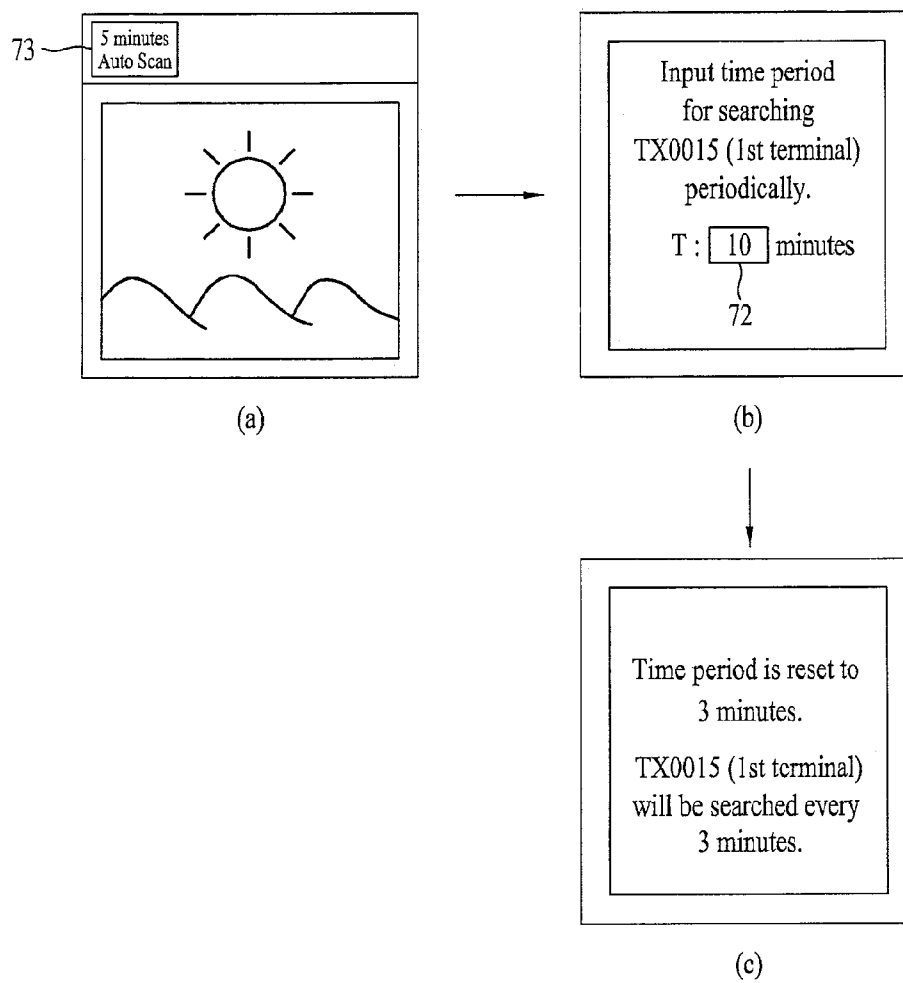 73
5 minutes
Auto Scan
(a)
Input time period
for searching
TX0015 (1st terminal)
periodically.
T : 10 minutes
72
(b)
Time period is reset to
3 minutes.
TX0015 (1st terminal)
will be searched every
3 minutes.
(c)